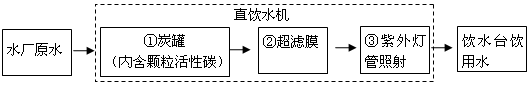 直饮水机
水厂原水
①炭罐
(内含颗粒活性碳)
②超滤膜
③紫外灯
管照射
饮水台饮
用水